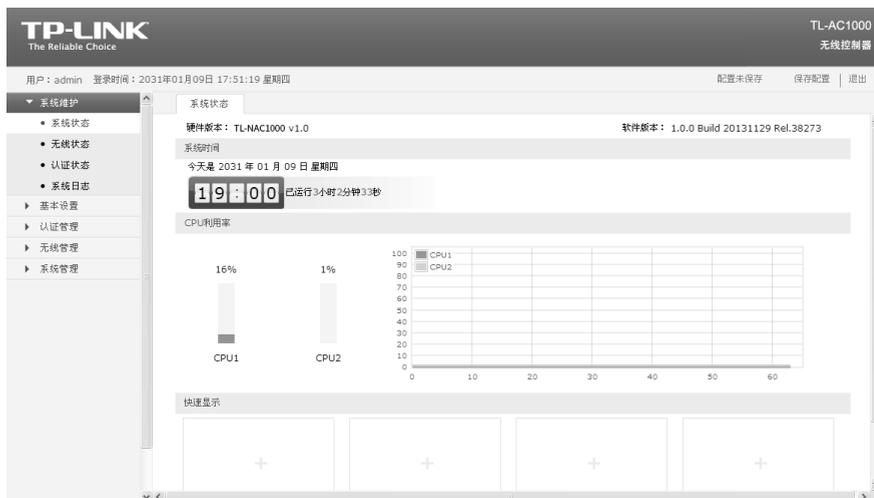 TP-LINK
The Reliable Choice
TL-AC1000
无线控制器
用户：admin 登录时间：2031年01月09日 17:51:19 星期四 配置未保存 保存配置 | 退出
系统维护
系统状态
无线状态
认证状态
系统日志
基本设置
认证管理
无线管理
系统管理
系统状态
硬件版本： TL-NAC1000 v1.0 软件版本： 1.0.0 Build 20131129 Rel.38273
系统时间
今天是 2031 年 01 月 09 日 星期四
19:00 已运行3小时2分钟33秒
CPU利用率
16% 1%
CPU1 CPU2
CPU1
CPU2
100
90
80
70
60
50
40
30
20
10
0
0 10 20 30 40 50 60
快速显示